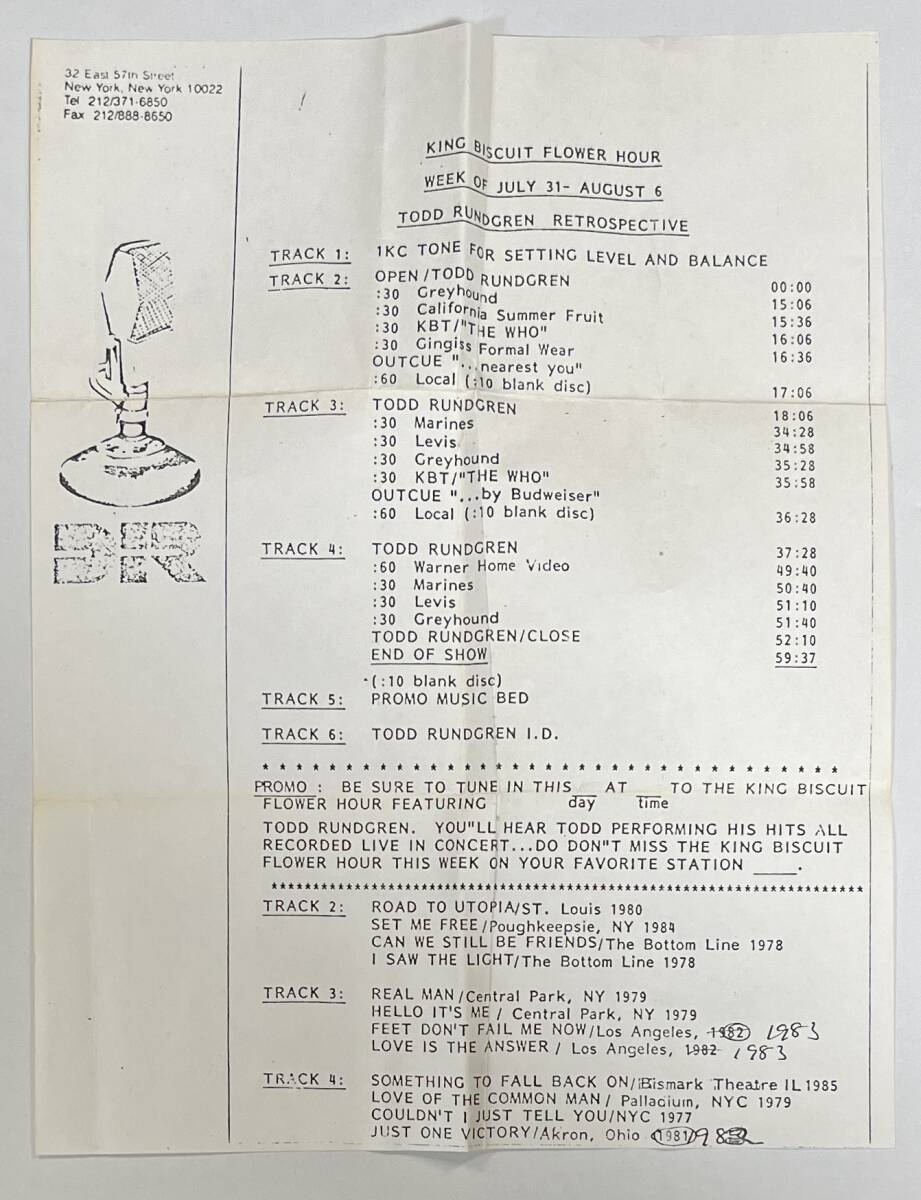 32 East 57th Street
New York, New York 10022
Tel 212/371-6850
Fax 212/888-8650
KING BISCUIT FLOWER HOUR
WEEK OF JULY 31- AUGUST 6
TODD RUNDGREN RETROSPECTIVE
TRACK 1: 1KC TONE FOR SETTING LEVEL AND BALANCE
TRACK 2: OPEN/TODD RUNDGREN 00:00
:30 Greyhound 15:06
:30 California Summer Fruit 15:36
:30 KBT/"THE WHO" 16:06
:30 Gingiss Formal Wear 16:36
OUTCUE "...nearest you"
:60 Local (:10 blank disc) 17:06
TRACK 3: TODD RUNDGREN 18:06
:30 Marines 34:28
:30 Levis 34:58
:30 Greyhound 35:28
:30 KBT/"THE WHO" 35:58
OUTCUE "...by Budweiser"
:60 Local (:10 blank disc) 36:28
BR
TRACK 4: TODD RUNDGREN 37:28
:60 Warner Home Video 49:40
:30 Marines 50:40
:30 Levis 51:10
:30 Greyhound 51:40
TODD RUNDGREN/CLOSE 52:10
END OF SHOW 59:37
(:10 blank disc)
TRACK 5: PROMO MUSIC BED
TRACK 6: TODD RUNDGREN I.D.
* * * * * * * * * * * * * * * * * * * * * * * * * * * * * * * * * * *
PROMO : BE SURE TO TUNE IN THIS___ AT ___ TO THE KING BISCUIT
FLOWER HOUR FEATURING day time
TODD RUNDGREN. YOU"LL HEAR TODD PERFORMING HIS HITS ALL
RECORDED LIVE IN CONCERT...DO DON"T MISS THE KING BISCUIT
FLOWER HOUR THIS WEEK ON YOUR FAVORITE STATION _____.
*************************************************************************
TRACK 2: ROAD TO UTOPIA/ST. Louis 1980
SET ME FREE/Poughkeepsie, NY 1984
CAN WE STILL BE FRIENDS/The Bottom Line 1978
I SAW THE LIGHT/The Bottom Line 1978
TRACK 3: REAL MAN/Central Park, NY 1979
HELLO IT'S ME/ Central Park, NY 1979
FEET DON'T FAIL ME NOW/Los Angeles, 1982 1983
LOVE IS THE ANSWER/ Los Angeles, 1982 1983
TRACK 4: SOMETHING TO FALL BACK ON/Bismark Theatre IL 1985
LOVE OF THE COMMON MAN/ Palladium, NYC 1979
COULDN'T I JUST TELL YOU/NYC 1977
JUST ONE VICTORY/Akron, Ohio 1981